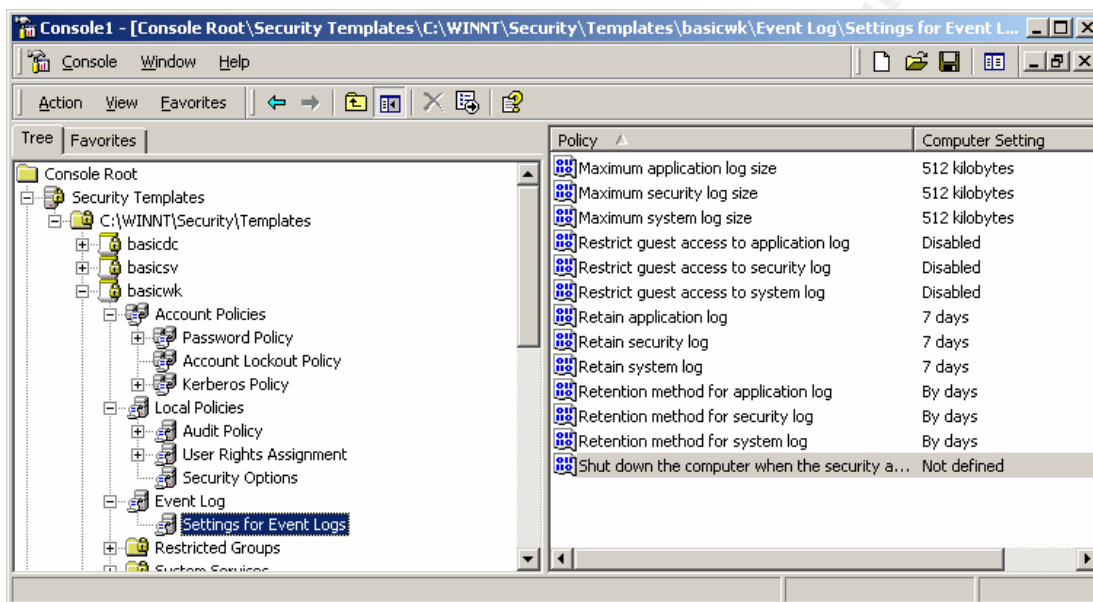 Console1 - [Console Root\Security Templates\C:\WINNT\Security\Templates\basicwk\Event Log\Settings for Event L...
Console Window Help
Action View Favorites
Tree Favorites
Console Root
Security Templates
C:\WINNT\Security\Templates
basicdc
basicsv
basicwk
Account Policies
Password Policy
Account Lockout Policy
Kerberos Policy
Local Policies
Audit Policy
User Rights Assignment
Security Options
Event Log
Settings for Event Logs
Restricted Groups
System Services
Policy Computer Setting
Maximum application log size 512 kilobytes
Maximum security log size 512 kilobytes
Maximum system log size 512 kilobytes
Restrict guest access to application log Disabled
Restrict guest access to security log Disabled
Restrict guest access to system log Disabled
Retain application log 7 days
Retain security log 7 days
Retain system log 7 days
Retention method for application log By days
Retention method for security log By days
Retention method for system log By days
Shut down the computer when the security a... Not defined